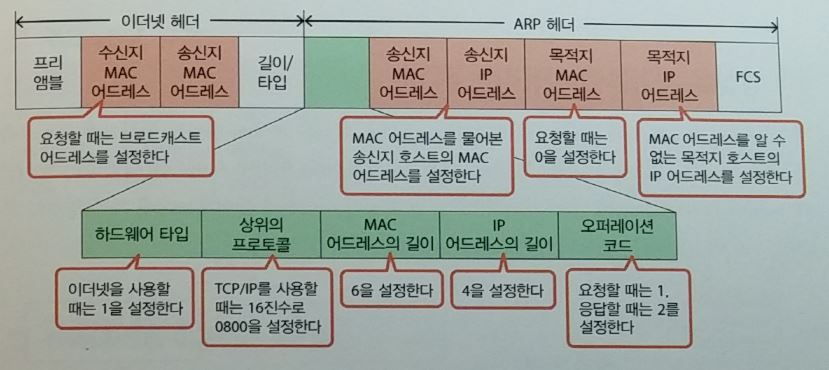 이더넷 헤더
ARP 헤더
프리
앰블
수신지
MAC
어드레스
송신지
MAC
어드레스
길이/
타입
송신지
MAC
어드레스
송신지
IP
어드레스
목적지
MAC
어드레스
목적지
IP
어드레스
FCS
요청할 때는 브로드캐스트
어드레스를 설정한다
MAC 어드레스를 물어본
송신지 호스트의 MAC
어드레스를 설정한다
요청할 때는
0을 설정한다
MAC 어드레스를 알 수
없는 목적지 호스트의
IP 어드레스를 설정한다
하드웨어 타입
상위의
프로토콜
MAC
어드레스의 길이
IP
어드레스의 길이
오퍼레이션
코드
이더넷을 사용할
때는 1을 설정한다
TCP/IP를 사용할
때는 16진수로
0800을 설정한다
6을 설정한다
4을 설정한다
요청할 때는 1,
응답할 때는 2를
설정한다